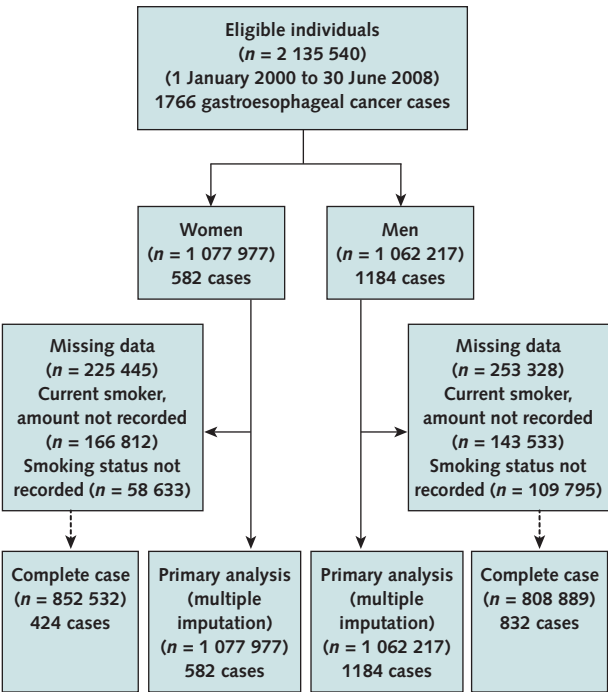 Eligible individuals
(n = 2 135 540)
(1 January 2000 to 30 June 2008)
1766 gastroesophageal cancer cases
Women
(n = 1 077 977)
582 cases
Men
(n = 1 062 217)
1184 cases
Missing data
(n = 225 445)
Current smoker,
amount not recorded
(n = 166 812)
Smoking status not
recorded (n = 58 633)
Missing data
(n = 253 328)
Current smoker,
amount not recorded
(n = 143 533)
Smoking status not
recorded (n = 109 795)
Complete case
(n = 852 532)
424 cases
Primary analysis
(multiple
imputation)
(n = 1 077 977)
582 cases
Primary analysis
(multiple
imputation)
(n = 1 062 217)
1184 cases
Complete case
(n = 808 889)
832 cases